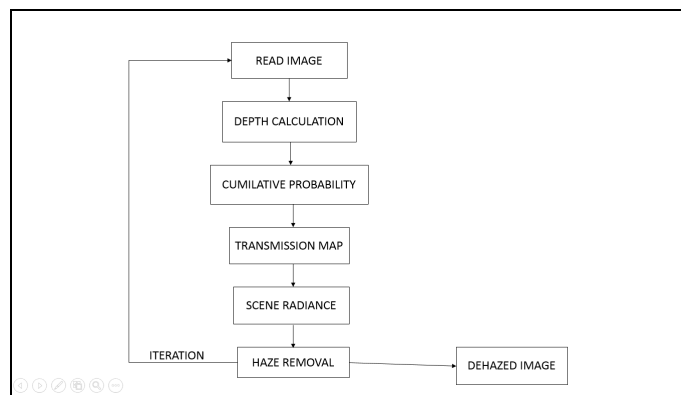 READ IMAGE
DEPTH CALCULATION
CUMILATIVE PROBABILITY
TRANSMISSION MAP
SCENE RADIANCE
ITERATION
HAZE REMOVAL
DEHAZED IMAGE